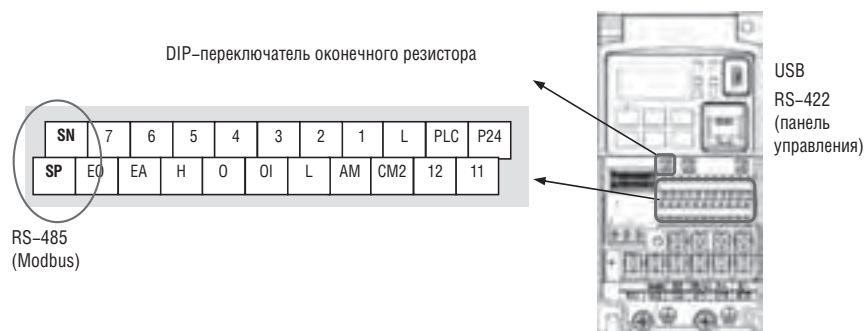 DIP–переключатель оконечного резистора
USB
RS–422
(панель
управления)
SN 7 6 5 4 3 2 1 L PLC P24
SP EO EA H O OI L AM CM2 12 11
RS–485
(Modbus)